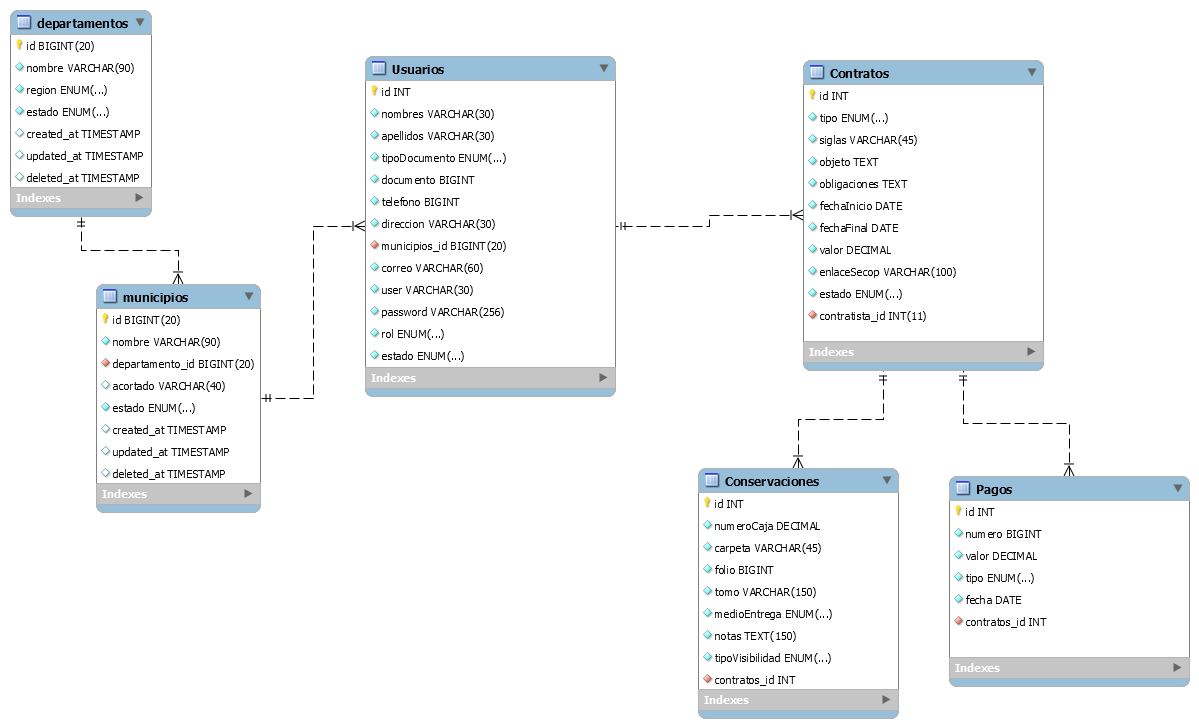 departamentos
id BIGINT(20)
nombre VARCHAR(90)
region ENUM(...)
estado ENUM(...)
created_at TIMESTAMP
updated_at TIMESTAMP
deleted_at TIMESTAMP
Indexes
municipios
id BIGINT(20)
nombre VARCHAR(90)
departamento_id BIGINT(20)
acortado VARCHAR(40)
estado ENUM(...)
created_at TIMESTAMP
updated_at TIMESTAMP
deleted_at TIMESTAMP
Indexes
Usuarios
id INT
nombres VARCHAR(30)
apellidos VARCHAR(30)
tipoDocumento ENUM(...)
documento BIGINT
telefono BIGINT
direccion VARCHAR(30)
municipios_id BIGINT(20)
correo VARCHAR(60)
user VARCHAR(30)
password VARCHAR(256)
rol ENUM(...)
estado ENUM(...)
Indexes
Contratos
id INT
tipo ENUM(...)
siglas VARCHAR(45)
objeto TEXT
obligaciones TEXT
fechaInicio DATE
fechaFinal DATE
valor DECIMAL
enlaceSecop VARCHAR(100)
estado ENUM(...)
contratista_id INT(11)
Indexes
Conservaciones
id INT
numeroCaja DECIMAL
carpeta VARCHAR(45)
folio BIGINT
tomo VARCHAR(150)
medioEntrega ENUM(...)
notas TEXT(150)
tipoVisibilidad ENUM(...)
contratos_id INT
Indexes
Pagos
id INT
numero BIGINT
valor DECIMAL
tipo ENUM(...)
fecha DATE
contratos_id INT
Indexes